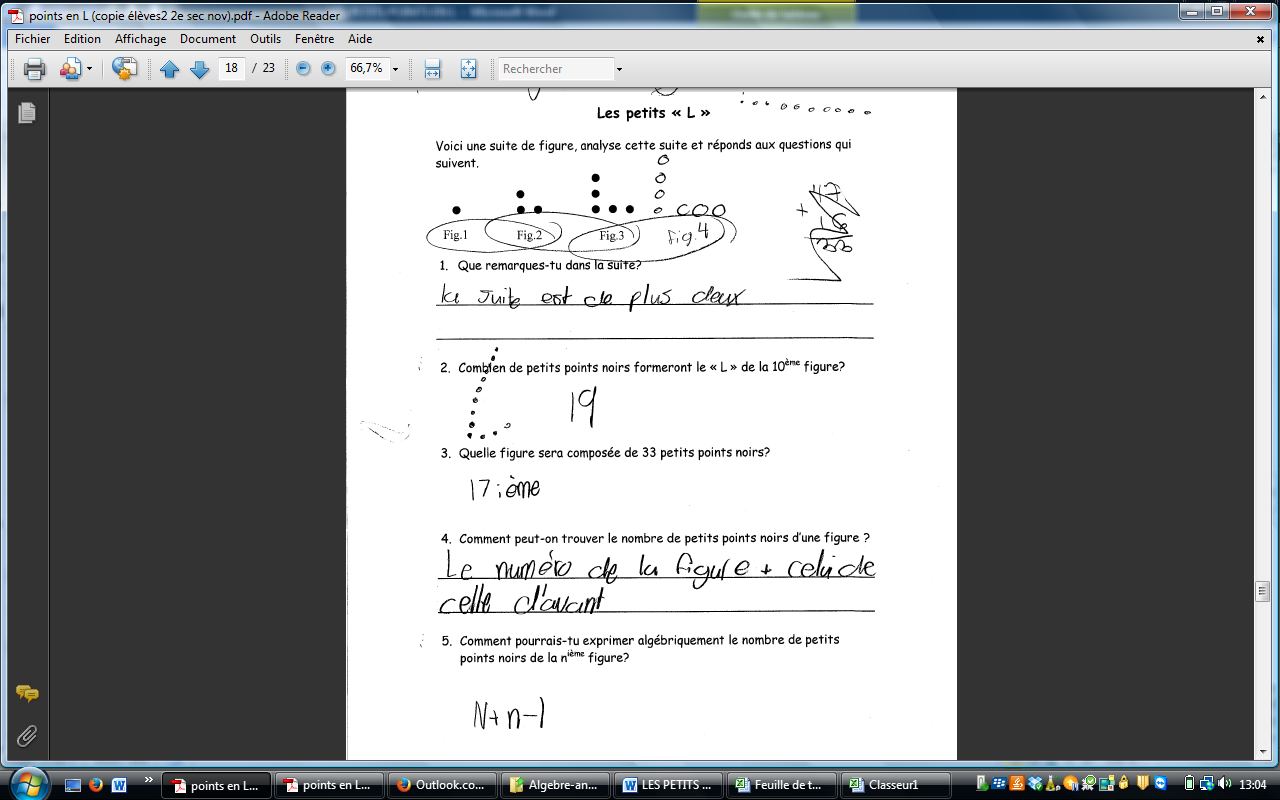 points en L (copie élèves2 2e sec nov).pdf - Adobe Reader
Fichier Edition Affichage Document Outils Fenêtre Aide
18 / 23 66,7% Rechercher
Les petits « L »
Voici une suite de figure, analyse cette suite et réponds aux questions qui
suivent.
Fig.1 Fig.2 Fig.3 Fig.4
17
+ 16
33
1. Que remarques-tu dans la suite?
la suite est de plus deux
2. Combien de petits points noirs formeront le « L » de la 10ème figure?
19
3. Quelle figure sera composée de 33 petits points noirs?
17ième
4. Comment peut-on trouver le nombre de petits points noirs d'une figure ?
Le numéro de la figure + celui de
celle d'avant
5. Comment pourrais-tu exprimer algébriquement le nombre de petits
points noirs de la nième figure?
N+n-1
points en L... points en L... Outlook.co... Algebre-an... LES PETITS ... Feuille de t... Classeur1 13:04